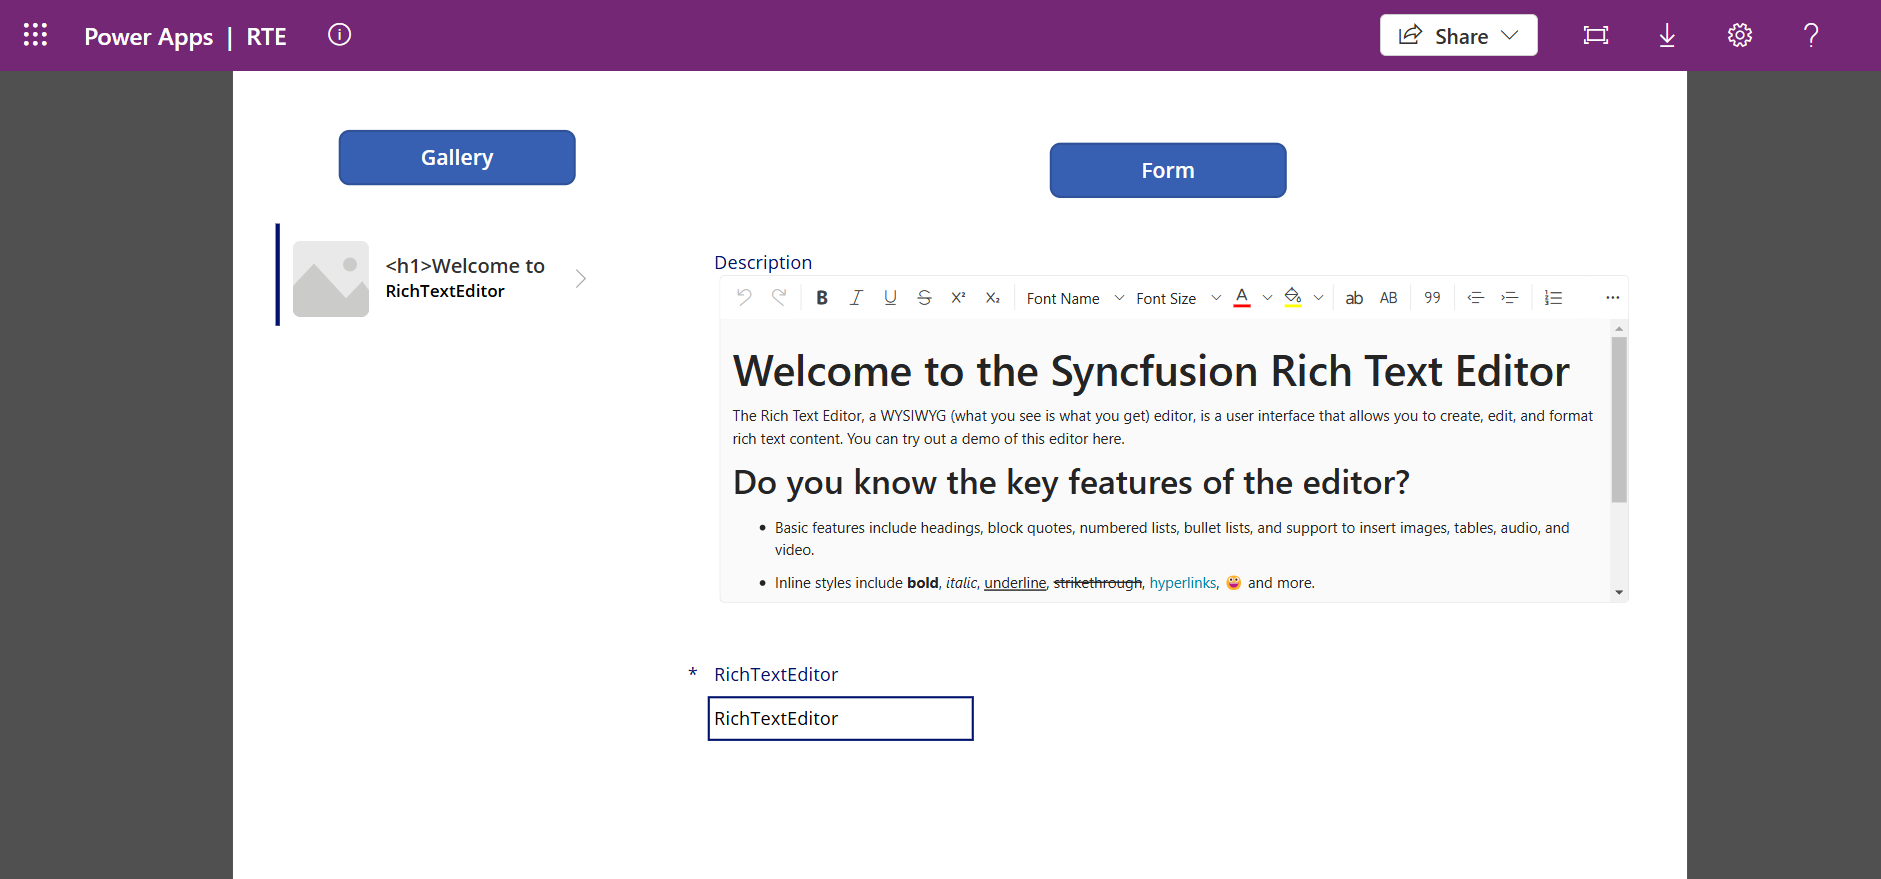 Power Apps | RTE
Share
Gallery
Form
<h1>Welcome to
RichTextEditor
Description
B I U S X² X₂ Font Name Font Size A ab AB 99
Welcome to the Syncfusion Rich Text Editor
The Rich Text Editor, a WYSIWYG (what you see is what you get) editor, is a user interface that allows you to create, edit, and format
rich text content. You can try out a demo of this editor here.
Do you know the key features of the editor?
• Basic features include headings, block quotes, numbered lists, bullet lists, and support to insert images, tables, audio, and
video.
• Inline styles include bold, italic, underline, strikethrough, hyperlinks, 😀 and more.
* RichTextEditor
RichTextEditor